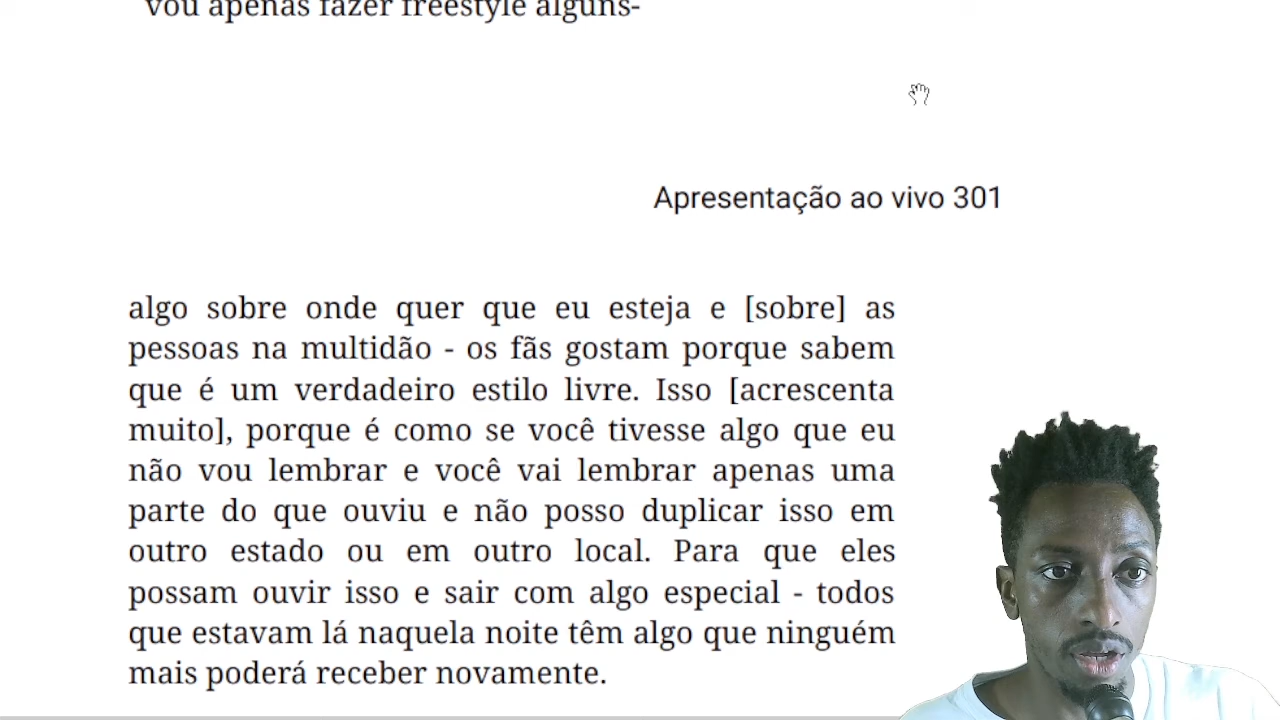 vou apenas fazer freestyle alguns-
Apresentação ao vivo 301
algo sobre onde quer que eu esteja e [sobre] as
pessoas na multidão - os fãs gostam porque sabem
que é um verdadeiro estilo livre. Isso [acrescenta
muito], porque é como se você tivesse algo que eu
não vou lembrar e você vai lembrar apenas uma
parte do que ouviu e não posso duplicar isso em
outro estado ou em outro local. Para que eles
possam ouvir isso e sair com algo especial - todos
que estavam lá naquela noite têm algo que ninguém
mais poderá receber novamente.